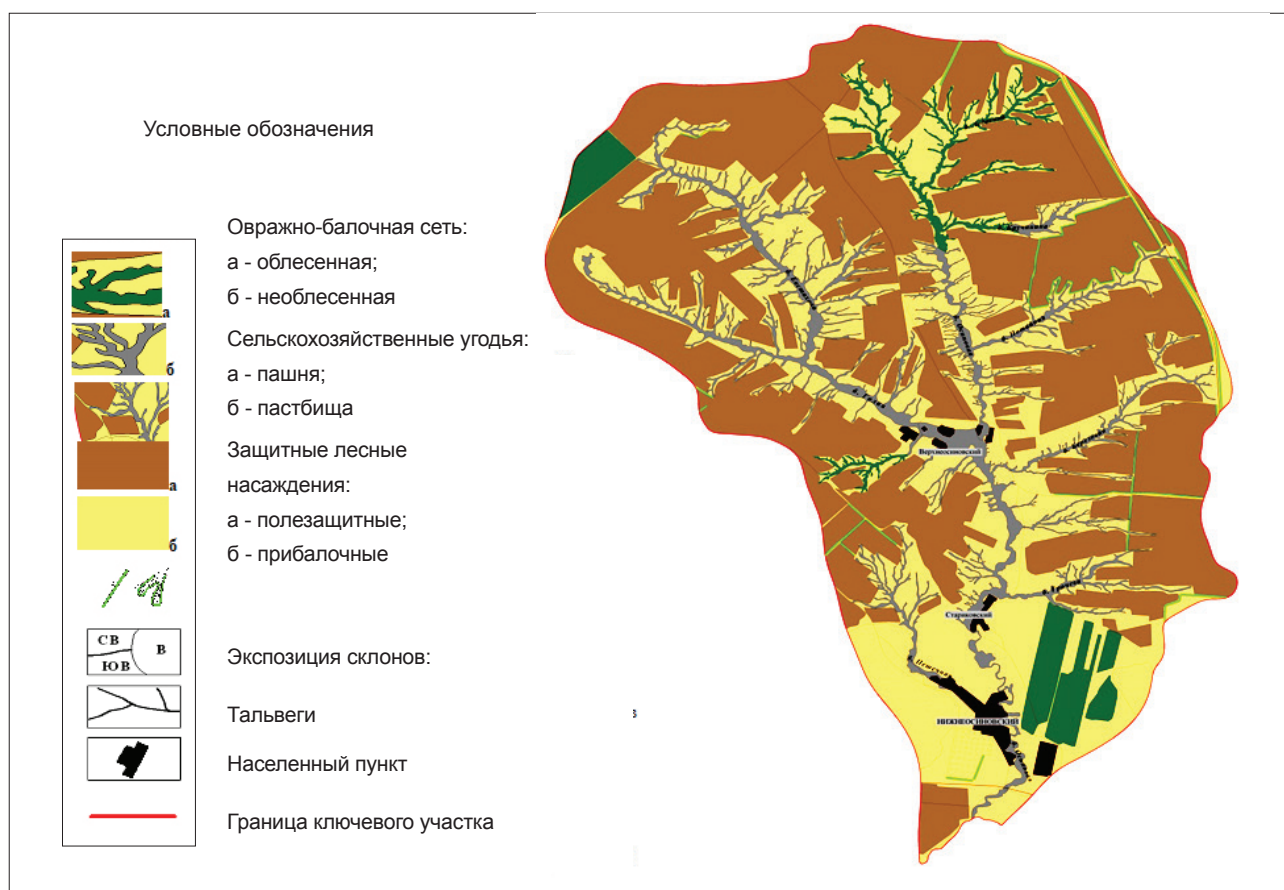 Условные обозначения
Овражно-балочная сеть:
а - облесенная;
б - необлесенная
Сельскохозяйственные угодья:
а - пашня;
б - пастбища
Защитные лесные
насаждения:
а - полезащитные;
б - прибалочные
Экспозиция склонов:
Тальвеги
Населенный пункт
Граница ключевого участка
а
б
а
б
СВ
В
ЮВ
Верхнеосиновский
Стариковский
НИЖНЕОСИНОВСКИЙ
в